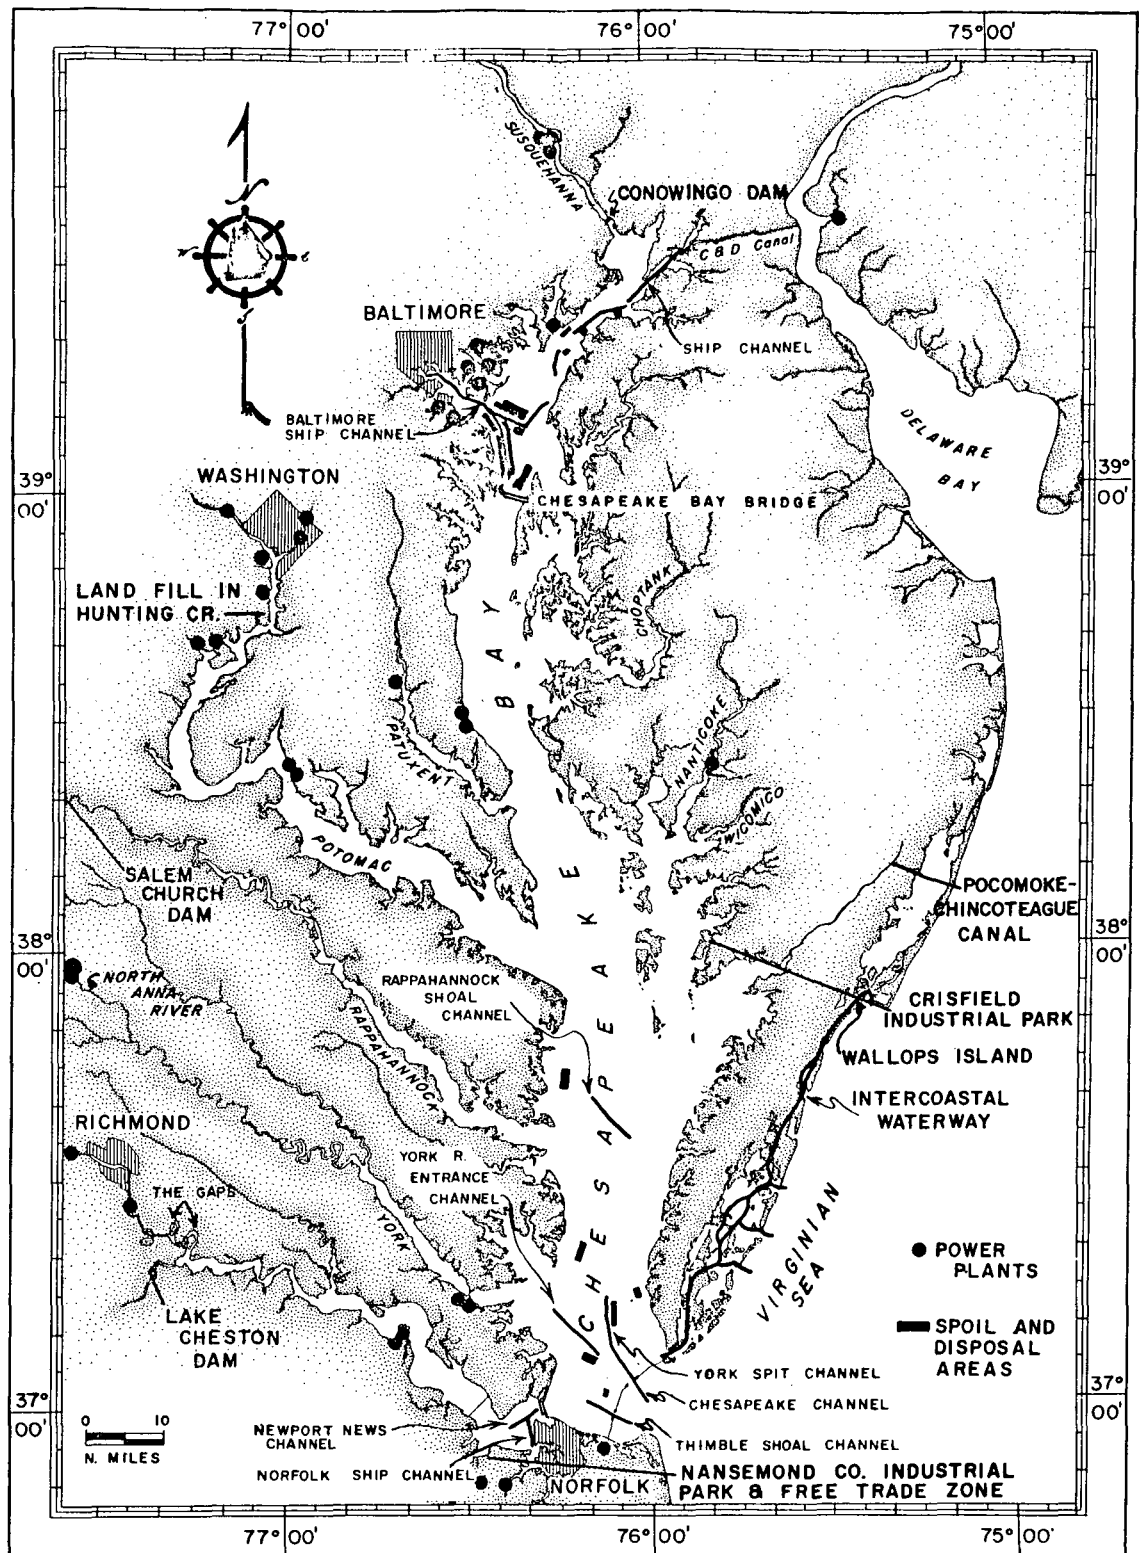 77°00'
76°00'
75°00'
SUSQUEHANNA
CONOWINGO DAM
C & D Canal
N
W
E
S
BALTIMORE
SHIP CHANNEL
BALTIMORE
SHIP CHANNEL
DELAWARE
BAY
WASHINGTON
39°
00'
39°
00'
CHESAPEAKE BAY BRIDGE
LAND FILL IN
HUNTING CR.
CHOPTANK
CHESAPEAKE BAY
NANTICOKE
PATUXENT
WICOMICO
POTOMAC
SALEM
CHURCH
DAM
POCOMOKE-
CHINCOTEAGUE
CANAL
38°
00'
38°
00'
NORTH
ANNA
RIVER
RAPPAHANNOCK
SHOAL
CHANNEL
CRISFIELD
INDUSTRIAL PARK
RAPPAHANNOCK
WALLOPS ISLAND
INTERCOASTAL
WATERWAY
RICHMOND
YORK R.
ENTRANCE
CHANNEL
THE GAPS
YORK
VIRGINIAN
SEA
POWER
PLANTS
LAKE
CHESTON
DAM
SPOIL AND
DISPOSAL
AREAS
YORK SPIT CHANNEL
37°
00'
37°
00'
CHESAPEAKE CHANNEL
0 10
N. MILES
NEWPORT NEWS
CHANNEL
THIMBLE SHOAL CHANNEL
NORFOLK SHIP CHANNEL
NORFOLK
NANSEMOND CO. INDUSTRIAL
PARK & FREE TRADE ZONE
77°00'
76°00'
75°00'